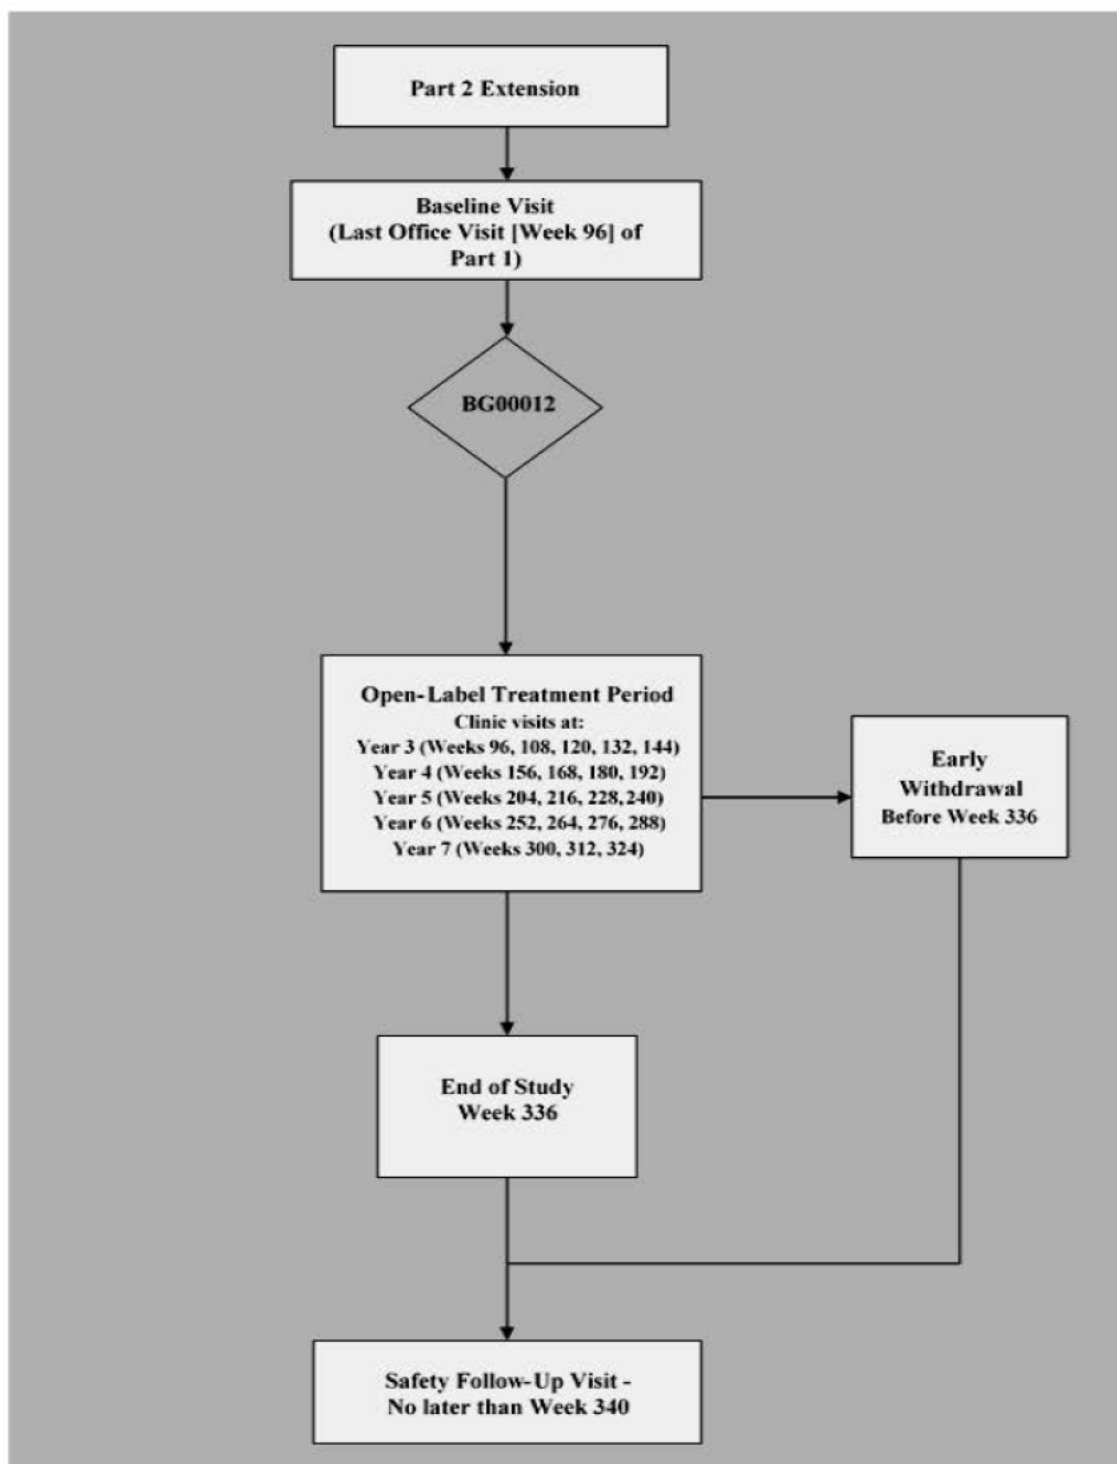 Part 2 Extension
Baseline Visit
(Last Office Visit [Week 96] of
Part 1)
BG00012
Open-Label Treatment Period
Clinic visits at:
Year 3 (Weeks 96, 108, 120, 132, 144)
Year 4 (Weeks 156, 168, 180, 192)
Year 5 (Weeks 204, 216, 228,240)
Year 6 (Weeks 252, 264, 276, 288)
Year 7 (Weeks 300, 312, 324)
Early
Withdrawal
Before Week 336
End of Study
Week 336
Safety Follow-Up Visit -
No later than Week 340